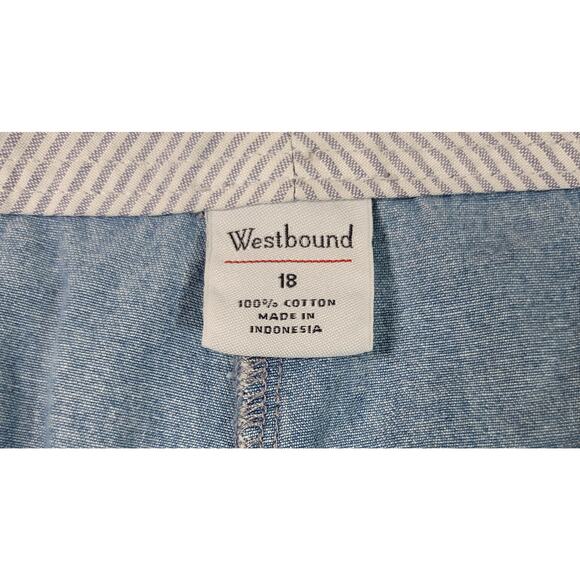 Westbound
18
100% COTTON
MADE IN
INDONESIA